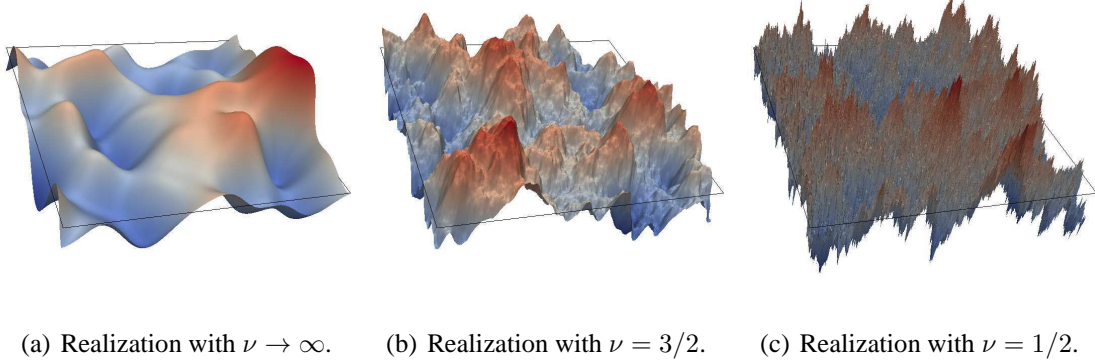 (a) Realization with ν → ∞.
(b) Realization with ν = 3/2.
(c) Realization with ν = 1/2.